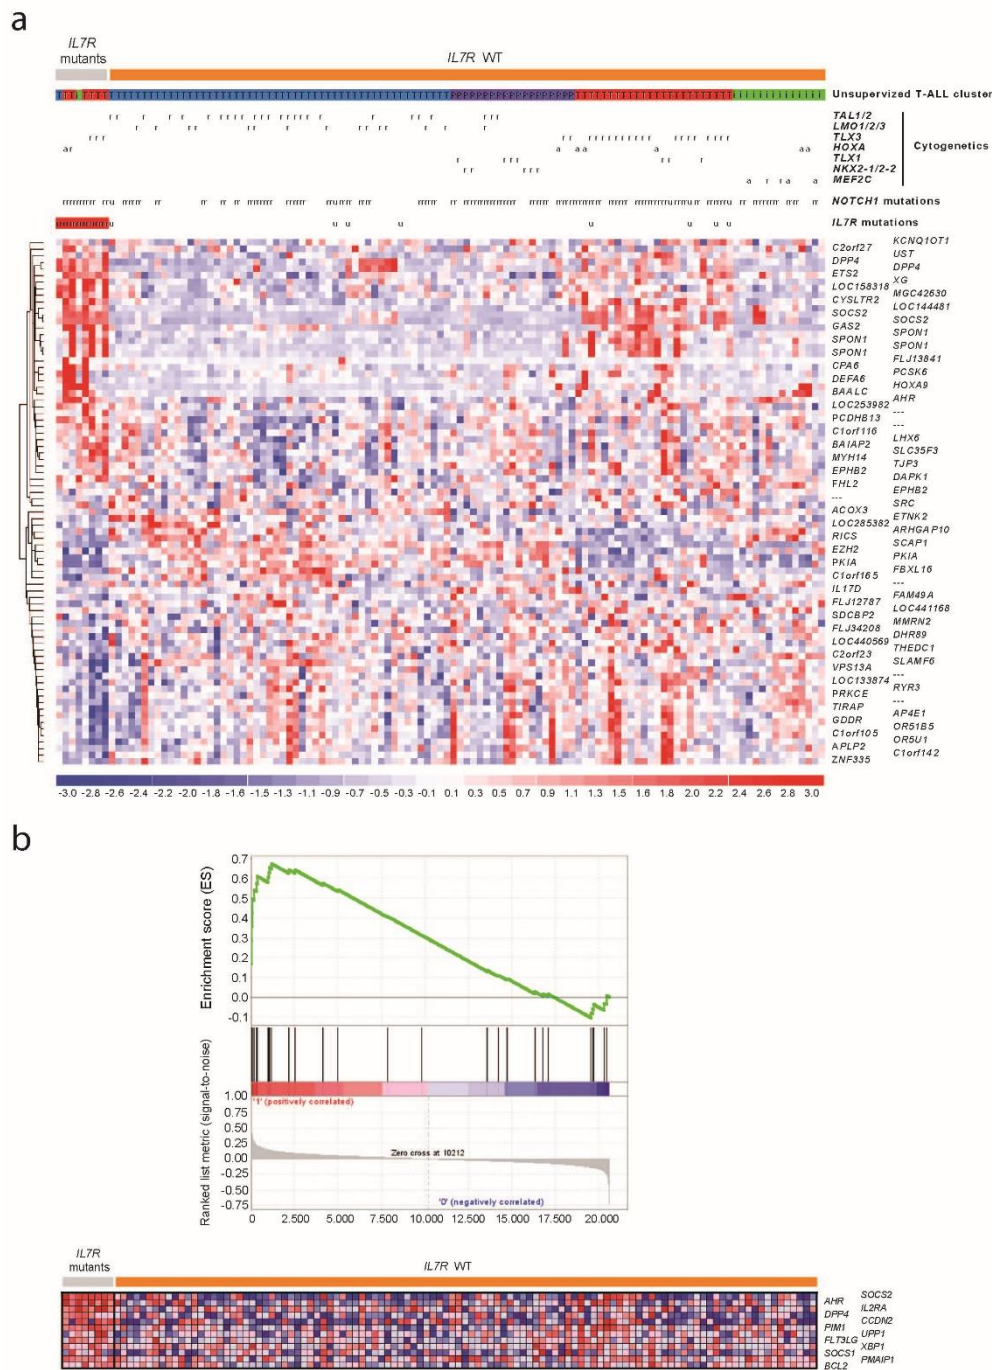 a
IL7R
mutants
IL7R WT
Unsupervized T-ALL cluster
TAL1/2
LMO1/2/3
TLX3
HOXA
TLX1
NKX2-1/2-2
MEF2C
Cytogenetics
NOTCH1 mutations
IL7R mutations
KCNQ1OT1
C2orf27
UST
DPP4
DPP4
ETS2
XG
LOC158318
MGC42630
CYSLTR2
LOC144481
SOCS2
SOCS2
GAS2
SPON1
SPON1
SPON1
SPON1
FLJ13841
CPA6
PCSK6
DEFA6
HOXA9
BAALC
AHR
LOC253982
---
PCDHB13
---
C1orf116
LHX6
BAIAP2
SLC35F3
MYH14
TJP3
EPHB2
DAPK1
FHL2
EPHB2
---
SRC
ACOX3
ETNK2
LOC285382
ARHGAP10
RICS
SCAP1
EZH2
PKIA
PKIA
FBXL16
C1orf165
---
IL17D
FAM49A
FLJ12787
LOC441168
SDCBP2
MMRN2
FLJ34208
DHR89
LOC440569
THEDC1
C2orf23
SLAMF6
VPS13A
---
LOC133874
RYR3
PRKCE
---
TIRAP
AP4E1
GDDR
OR51B5
C1orf105
OR5U1
APLP2
C1orf142
ZNF335
-3.0 -2.8 -2.6 -2.4 -2.2 -2.0 -1.8 -1.6 -1.5 -1.3 -1.1 -0.9 -0.7 -0.5 -0.3 -0.1 0.1 0.3 0.5 0.7 0.9 1.1 1.3 1.5 1.6 1.8 2.0 2.2 2.4 2.6 2.8 3.0
b
Enrichment score (ES)
0.7
0.6
0.5
0.4
0.3
0.2
0.1
0.0
-0.1
Ranked list metric (signal-to-noise)
1.00
0.75
0.50
0.25
0.00
-0.25
-0.50
-0.75
'1' (positively correlated)
Zero cross at 10212
'0' (negatively correlated)
0 2.500 5.000 7.500 10.000 12.500 15.000 17.500 20.000
IL7R
mutants
IL7R WT
SOCS2
AHR
IL2RA
DPP4
CCDN2
PIM1
UPP1
FLT3LG
XBP1
SOCS1
PMAIP1
BCL2